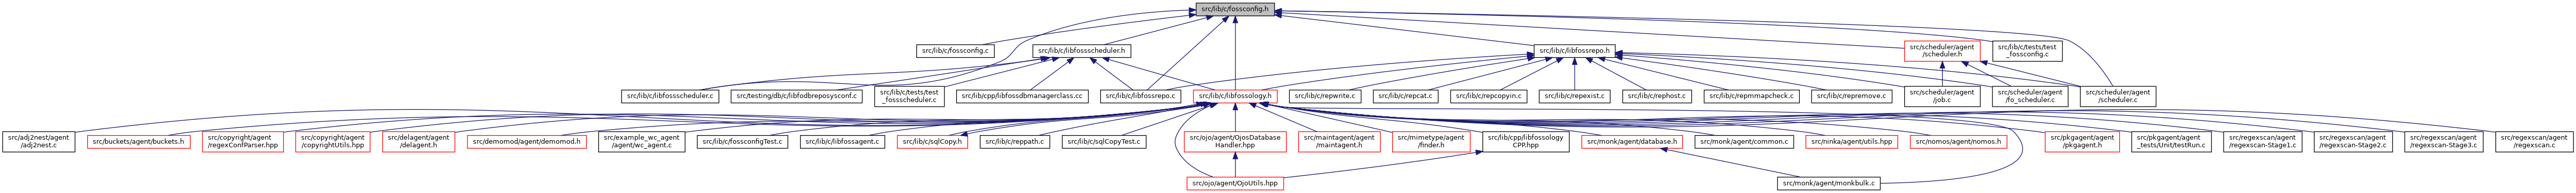 src/lib/c/fossconfig.h
src/lib/c/fossconfig.c
src/lib/c/libfossscheduler.h
src/lib/c/libfossrepo.h
src/scheduler/agent
/scheduler.h
src/lib/c/tests/test
_fossconfig.c
src/lib/c/libfossscheduler.c
src/testing/db/c/libfodbreposysconf.c
src/lib/c/tests/test
_fossscheduler.c
src/lib/cpp/libfossdbmanagerclass.cc
src/lib/c/libfossrepo.c
src/lib/c/libfossology.h
src/lib/c/repwrite.c
src/lib/c/repcat.c
src/lib/c/repcopyin.c
src/lib/c/repexist.c
src/lib/c/rephost.c
src/lib/c/repmmapcheck.c
src/lib/c/repremove.c
src/scheduler/agent
/job.c
src/scheduler/agent
/fo_scheduler.c
src/scheduler/agent
/scheduler.c
src/adj2nest/agent
/adj2nest.c
src/buckets/agent/buckets.h
src/copyright/agent
/regexConfParser.hpp
src/copyright/agent
/copyrightUtils.hpp
src/delagent/agent
/delagent.h
src/demomod/agent/demomod.h
src/example_wc_agent
/agent/wc_agent.c
src/lib/c/fossconfigTest.c
src/lib/c/libfossagent.c
src/lib/c/sqlCopy.h
src/lib/c/reppath.c
src/lib/c/sqlCopyTest.c
src/ojo/agent/OjosDatabase
Handler.hpp
src/maintagent/agent
/maintagent.h
src/mimetype/agent
/finder.h
src/lib/cpp/libfossology
CPP.hpp
src/monk/agent/database.h
src/monk/agent/common.c
src/ninka/agent/utils.hpp
src/nomos/agent/nomos.h
src/pkgagent/agent
/pkgagent.h
src/pkgagent/agent
_tests/Unit/testRun.c
src/regexscan/agent
/regexscan-Stage1.c
src/regexscan/agent
/regexscan-Stage2.c
src/regexscan/agent
/regexscan-Stage3.c
src/regexscan/agent
/regexscan.c
src/ojo/agent/OjoUtils.hpp
src/monk/agent/monkbulk.c